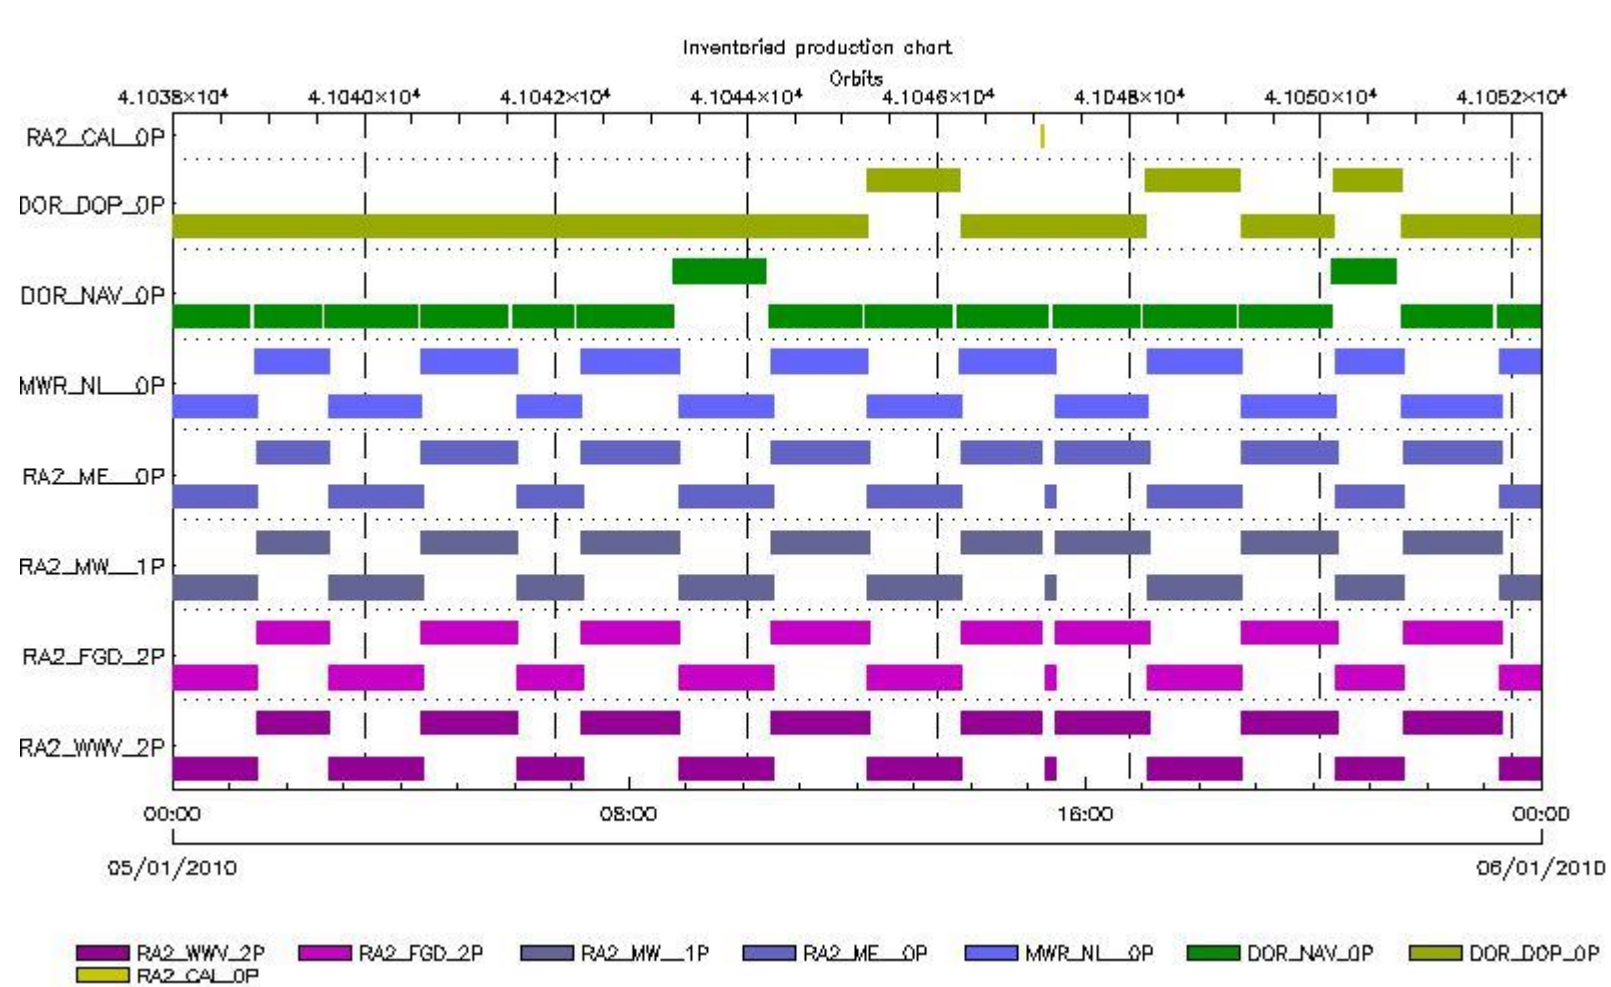 Inventoried production chart
Orbits
4.1038×10⁴ 4.1040×10⁴ 4.1042×10⁴ 4.1044×10⁴ 4.1046×10⁴ 4.1048×10⁴ 4.1050×10⁴ 4.1052×10⁴
RA2_CAL_0P
DOR_DOP_0P
DOR_NAV_0P
MWR_NL__0P
RA2_ME__0P
RA2_MW__1P
RA2_FGD_2P
RA2_WWV_2P
00:00 08:00 16:00 00:00
05/01/2010 06/01/2010
RA2_WWV_2P RA2_FGD_2P RA2_MW__1P RA2_ME__0P MWR_NL__0P DOR_NAV_0P DOR_DOP_0P
RA2_CAL_0P